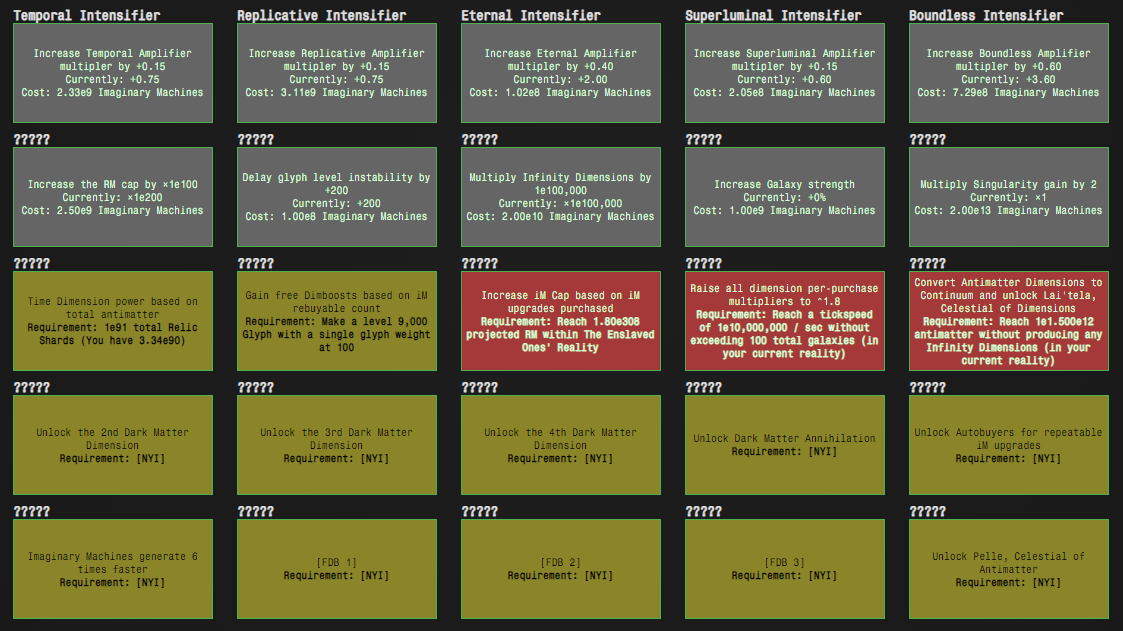 Temporal Intensifier
Increase Temporal Amplifier
multipler by +0.15
Currently: +0.75
Cost: 2.33e9 Imaginary Machines
Replicative Intensifier
Increase Replicative Amplifier
multipler by +0.15
Currently: +0.75
Cost: 3.11e9 Imaginary Machines
Eternal Intensifier
Increase Eternal Amplifier
multipler by +0.40
Currently: +2.00
Cost: 1.02e8 Imaginary Machines
Superluminal Intensifier
Increase Superluminal Amplifier
multipler by +0.15
Currently: +0.60
Cost: 2.05e8 Imaginary Machines
Boundless Intensifier
Increase Boundless Amplifier
multipler by +0.60
Currently: +3.60
Cost: 7.29e8 Imaginary Machines
?????
Increase the RM cap by ×1e100
Currently: ×1e200
Cost: 2.50e9 Imaginary Machines
?????
Delay glyph level instability by
+200
Currently: +200
Cost: 1.00e8 Imaginary Machines
?????
Multiply Infinity Dimensions by
1e100,000
Currently: ×1e100,000
Cost: 2.00e10 Imaginary Machines
?????
Increase Galaxy strength
Currently: +0%
Cost: 1.00e9 Imaginary Machines
?????
Multiply Singularity gain by 2
Currently: ×1
Cost: 2.00e13 Imaginary Machines
?????
Time Dimension power based on
total antimatter
Requirement: 1e91 total Relic
Shards (You have 3.34e90)
?????
Gain free Dimboosts based on iM
rebuyable count
Requirement: Make a level 9,000
Glyph with a single glyph weight
at 100
?????
Increase iM Cap based on iM
upgrades purchased
Requirement: Reach 1.80e308
projected RM within The Enslaved
Ones' Reality
?????
Raise all dimension per-purchase
multipliers to ^1.8
Requirement: Reach a tickspeed
of 1e10,000,000 / sec without
exceeding 100 total galaxies (in
your current reality)
?????
Convert Antimatter Dimensions to
Continuum and unlock Lai'tela,
Celestial of Dimensions
Requirement: Reach 1e1.500e12
antimatter without producing any
Infinity Dimensions (in your
current reality)
?????
Unlock the 2nd Dark Matter
Dimension
Requirement: [NYI]
?????
Unlock the 3rd Dark Matter
Dimension
Requirement: [NYI]
?????
Unlock the 4th Dark Matter
Dimension
Requirement: [NYI]
?????
Unlock Dark Matter Annihilation
Requirement: [NYI]
?????
Unlock Autobuyers for repeatable
iM upgrades
Requirement: [NYI]
?????
Imaginary Machines generate 6
times faster
Requirement: [NYI]
?????
[FDB 1]
Requirement: [NYI]
?????
[FDB 2]
Requirement: [NYI]
?????
[FDB 3]
Requirement: [NYI]
?????
Unlock Pelle, Celestial of
Antimatter
Requirement: [NYI]